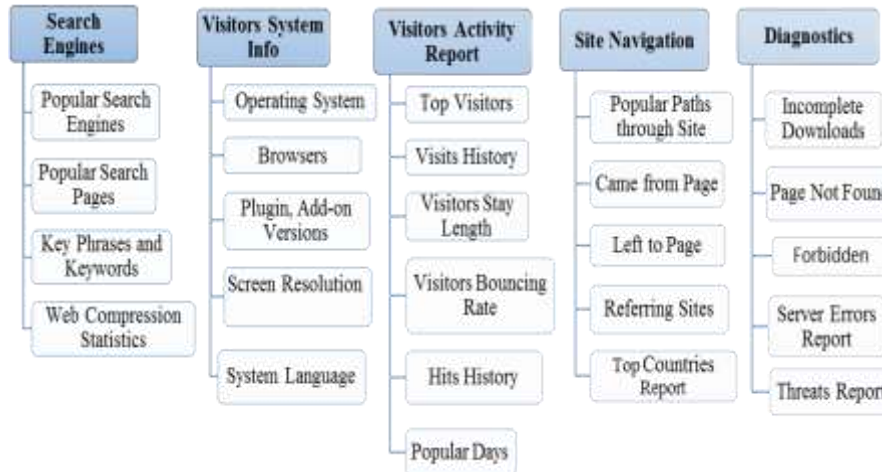 Search
Engines
Popular Search
Engines
Popular Search
Pages
Key Phrases and
Keywords
Web Compression
Statistics
Visitors System
Info
Operating System
Browsers
Plugin, Add-on
Versions
Screen Resolution
System Language
Visitors Activity
Report
Top Visitors
Visits History
Visitors Stay
Length
Visitors Bouncing
Rate
Hits History
Popular Days
Site Navigation
Popular Paths
through Site
Came from Page
Left to Page
Referring Sites
Top Countries
Report
Diagnostics
Incomplete
Downloads
Page Not Found
Forbidden
Server Errors
Report
Threats Report